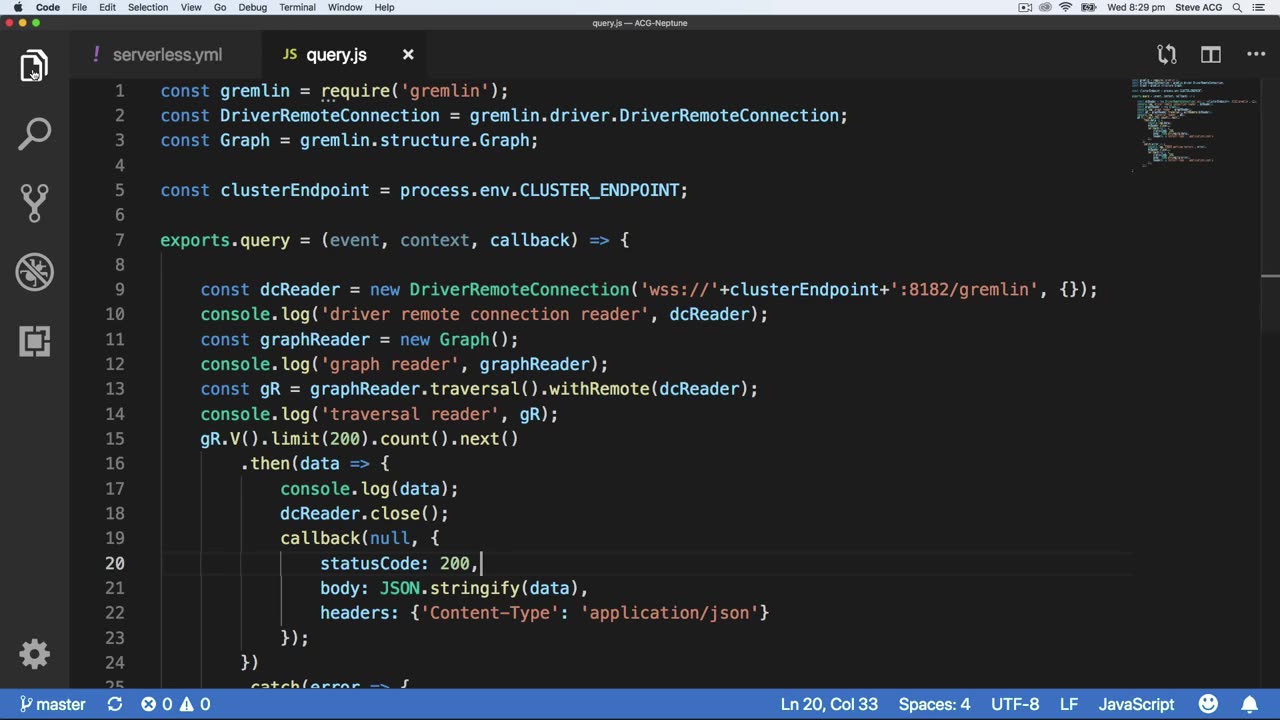 Code File Edit Selection View Go Debug Terminal Window Help Wed 8:29 pm Steve ACG
query.js — ACG-Neptune
! serverless.yml JS query.js
1 const gremlin = require('gremlin');
2 const DriverRemoteConnection = gremlin.driver.DriverRemoteConnection;
3 const Graph = gremlin.structure.Graph;
4
5 const clusterEndpoint = process.env.CLUSTER_ENDPOINT;
6
7 exports.query = (event, context, callback) => {
8
9 const dcReader = new DriverRemoteConnection('wss://'+clusterEndpoint+':8182/gremlin', {});
10 console.log('driver remote connection reader', dcReader);
11 const graphReader = new Graph();
12 console.log('graph reader', graphReader);
13 const gR = graphReader.traversal().withRemote(dcReader);
14 console.log('traversal reader', gR);
15 gR.V().limit(200).count().next()
16 .then(data => {
17 console.log(data);
18 dcReader.close();
19 callback(null, {
20 statusCode: 200,
21 body: JSON.stringify(data),
22 headers: {'Content-Type': 'application/json'}
23 });
24 })
25 .catch(error => {
master 0 0 Ln 20, Col 33 Spaces: 4 UTF-8 LF JavaScript